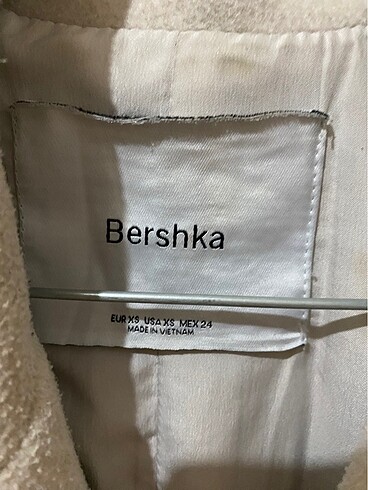 Bershka
EUR XS USA XS MEX 24
MADE IN VIETNAM